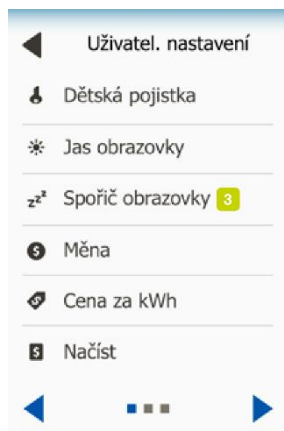 Uživatel. nastavení
Dětská pojistka
Jas obrazovky
zzz Spořič obrazovky 3
$ Měna
$ Cena za kWh
$ Načíst